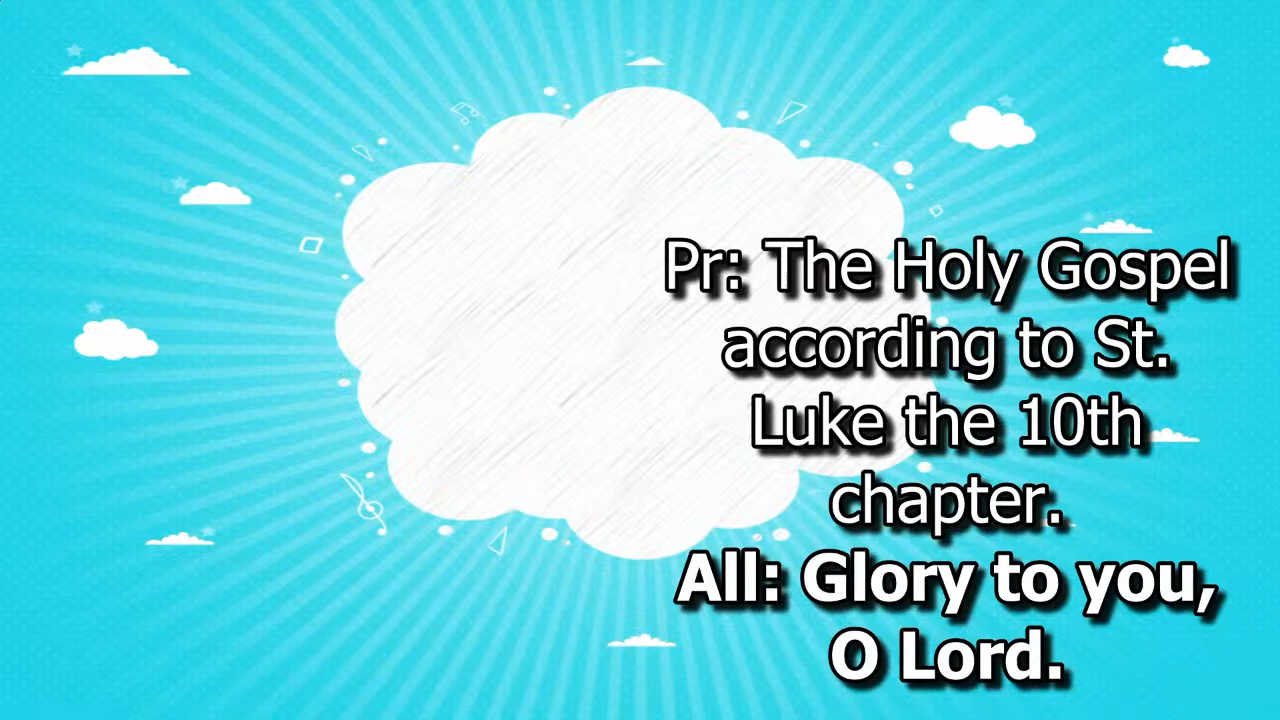 Pr: The Holy Gospel
according to St.
Luke the 10th
chapter.
All: Glory to you,
O Lord.